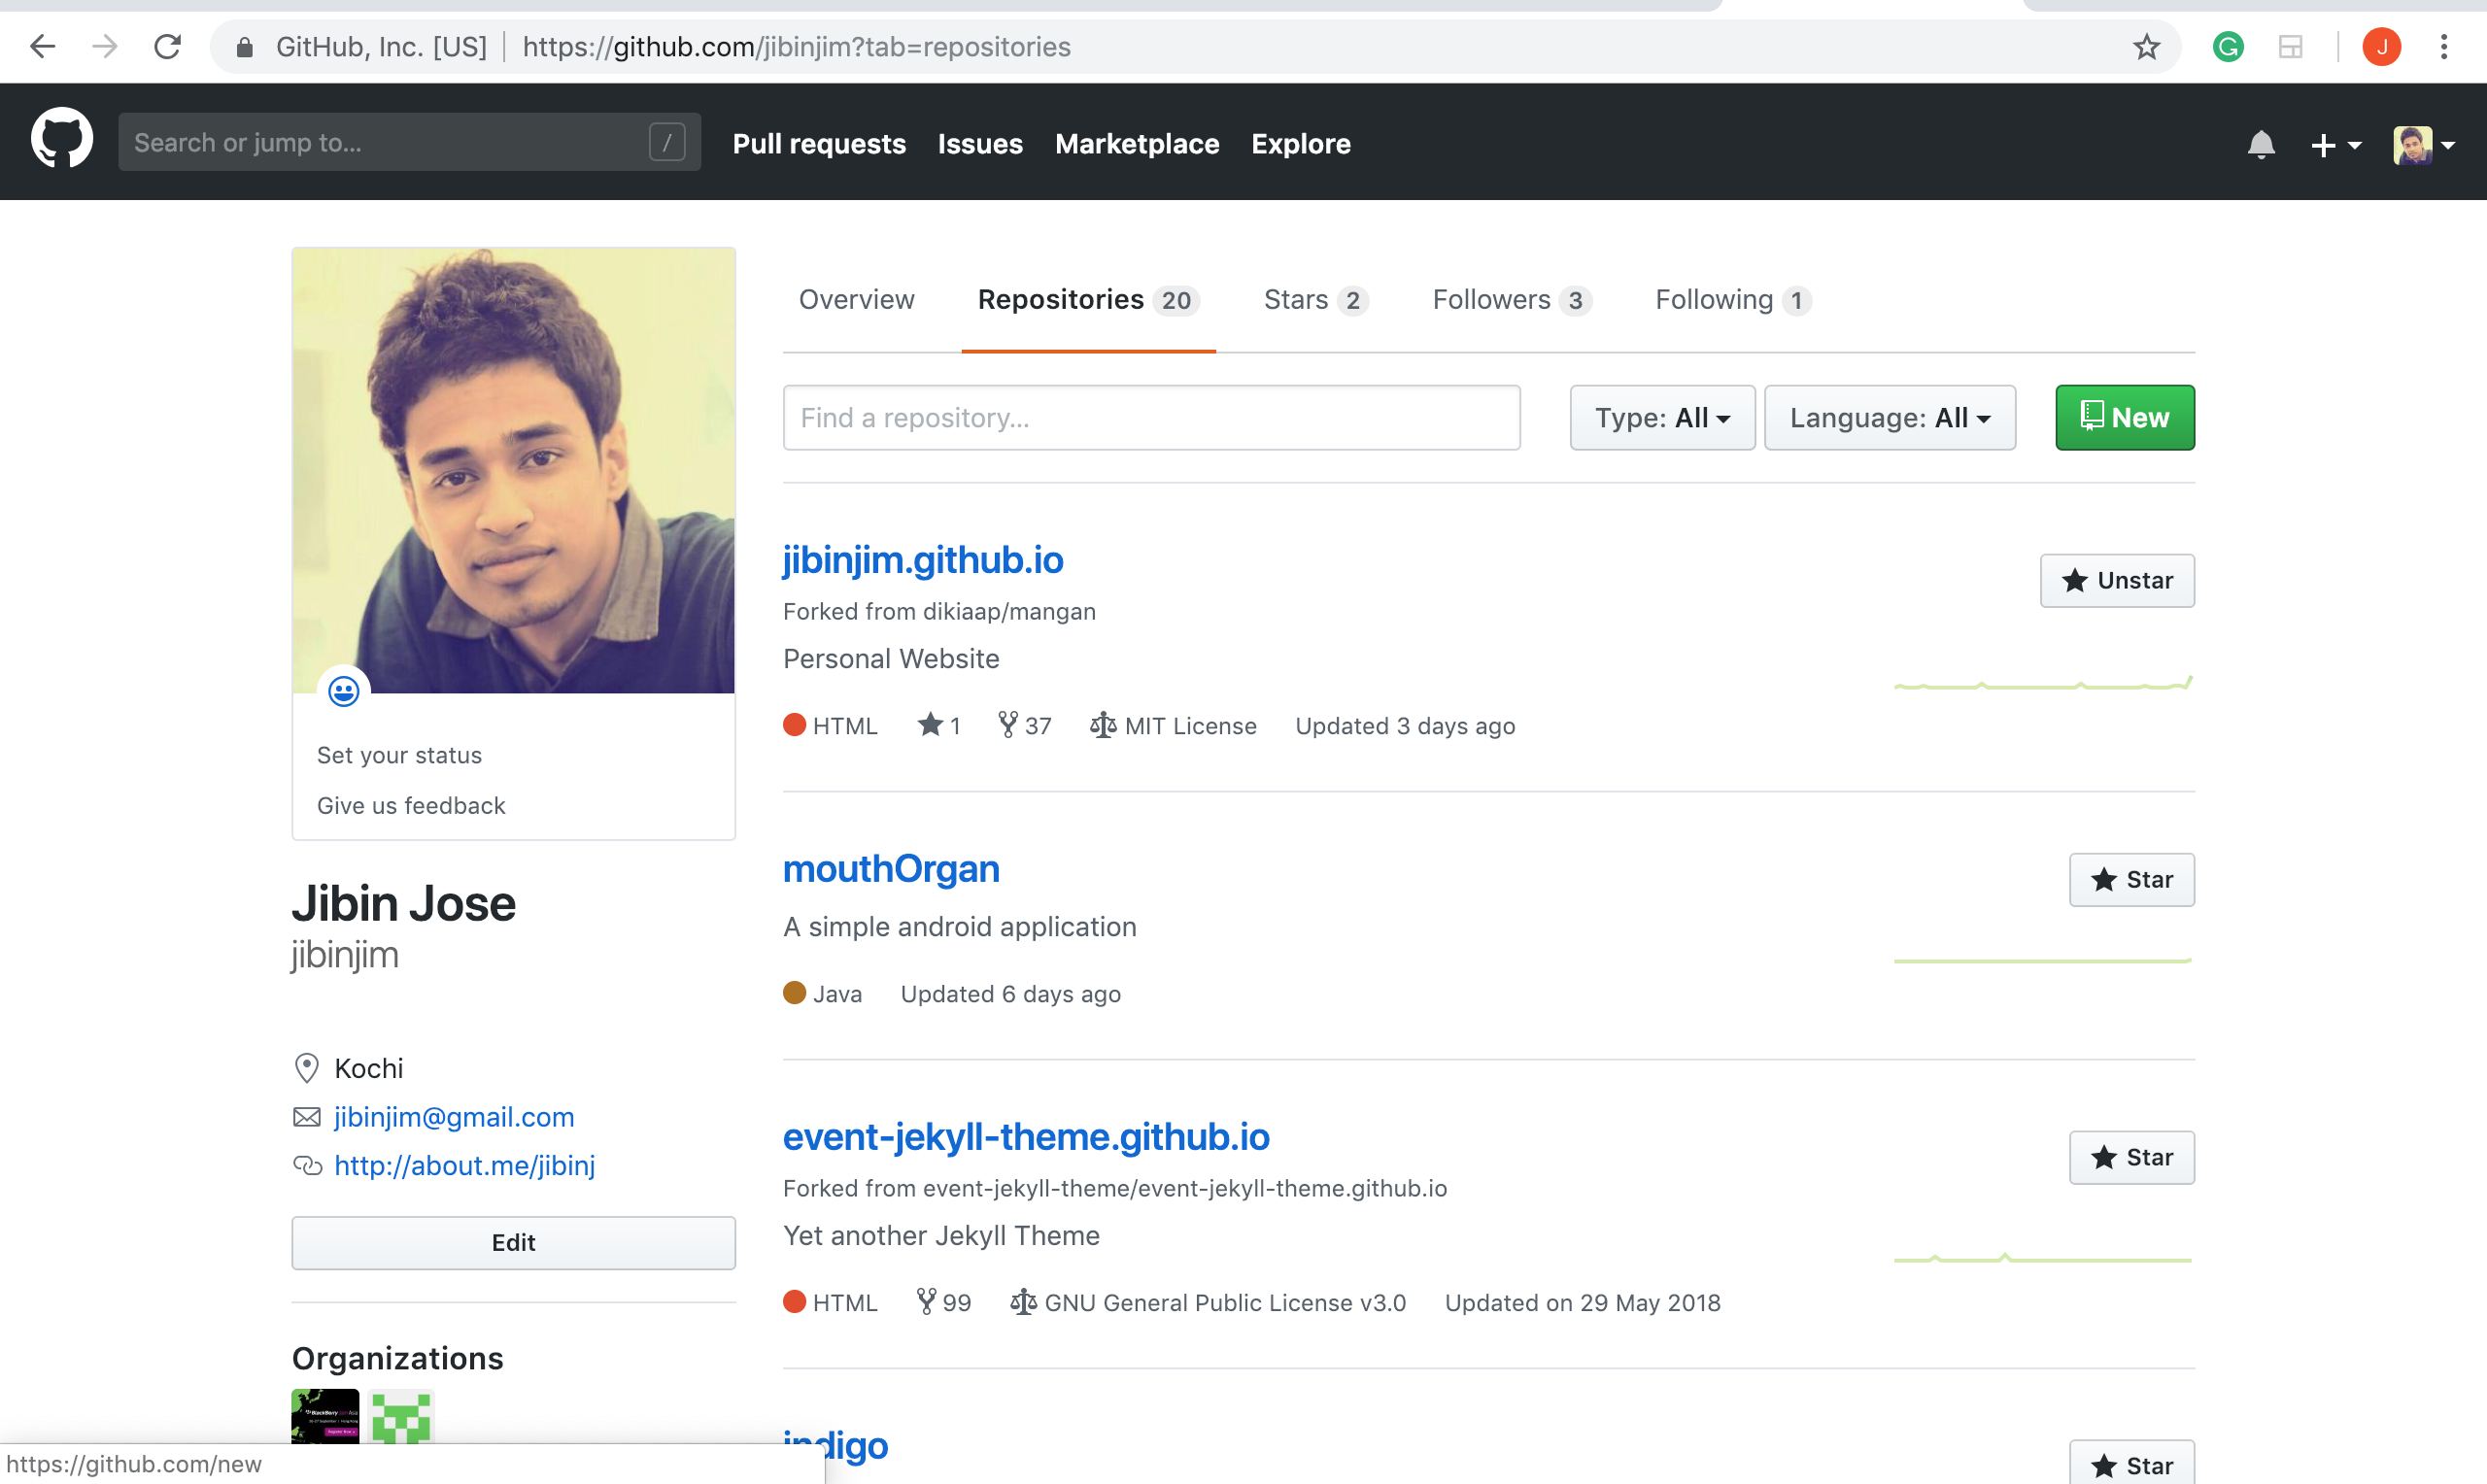 GitHub, Inc. [US] | https://github.com/jibinjim?tab=repositories
J
Search or jump to... /
Pull requests Issues Marketplace Explore
Overview Repositories 20 Stars 2 Followers 3 Following 1
Find a repository... Type: All Language: All New
jibinjim.github.io
Unstar
Forked from dikiaap/mangan
Personal Website
HTML 1 37 MIT License Updated 3 days ago
mouthOrgan
Star
A simple android application
Java Updated 6 days ago
event-jekyll-theme.github.io
Star
Forked from event-jekyll-theme/event-jekyll-theme.github.io
Yet another Jekyll Theme
HTML 99 GNU General Public License v3.0 Updated on 29 May 2018
indigo
Star
Set your status
Give us feedback
Jibin Jose
jibinjim
Kochi
jibinjim@gmail.com
http://about.me/jibinj
Edit
Organizations
BlackBerry
https://github.com/new